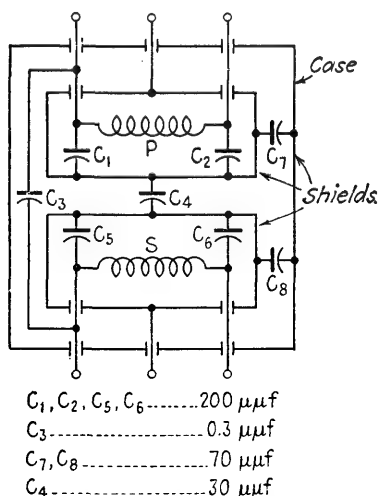 Case
P
C₁
C₂
C₇
C₃
C₄
Shields
C₅
S
C₆
C₈
C₁, C₂, C₅, C₆ ......... 200 μμf
C₃ ......................... 0.3 μμf
C₇, C₈ .................... 70 μμf
C₄ ......................... 30 μμf